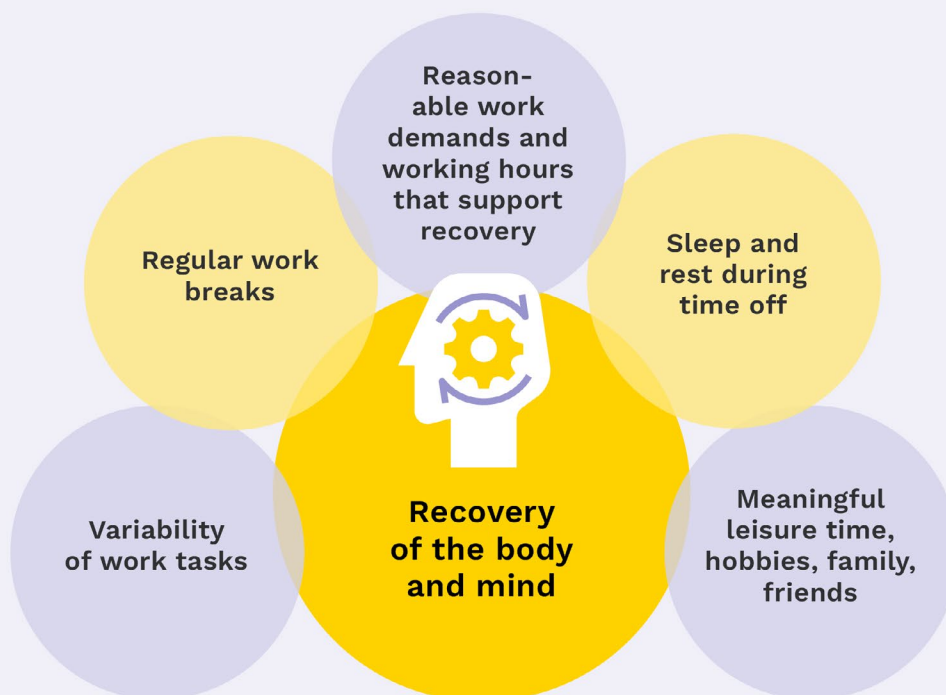 Reason-
able work
demands and
working hours
that support
recovery
Regular work
breaks
Sleep and
rest during
time off
Variability
of work tasks
Recovery
of the body
and mind
Meaningful
leisure time,
hobbies, family,
friends